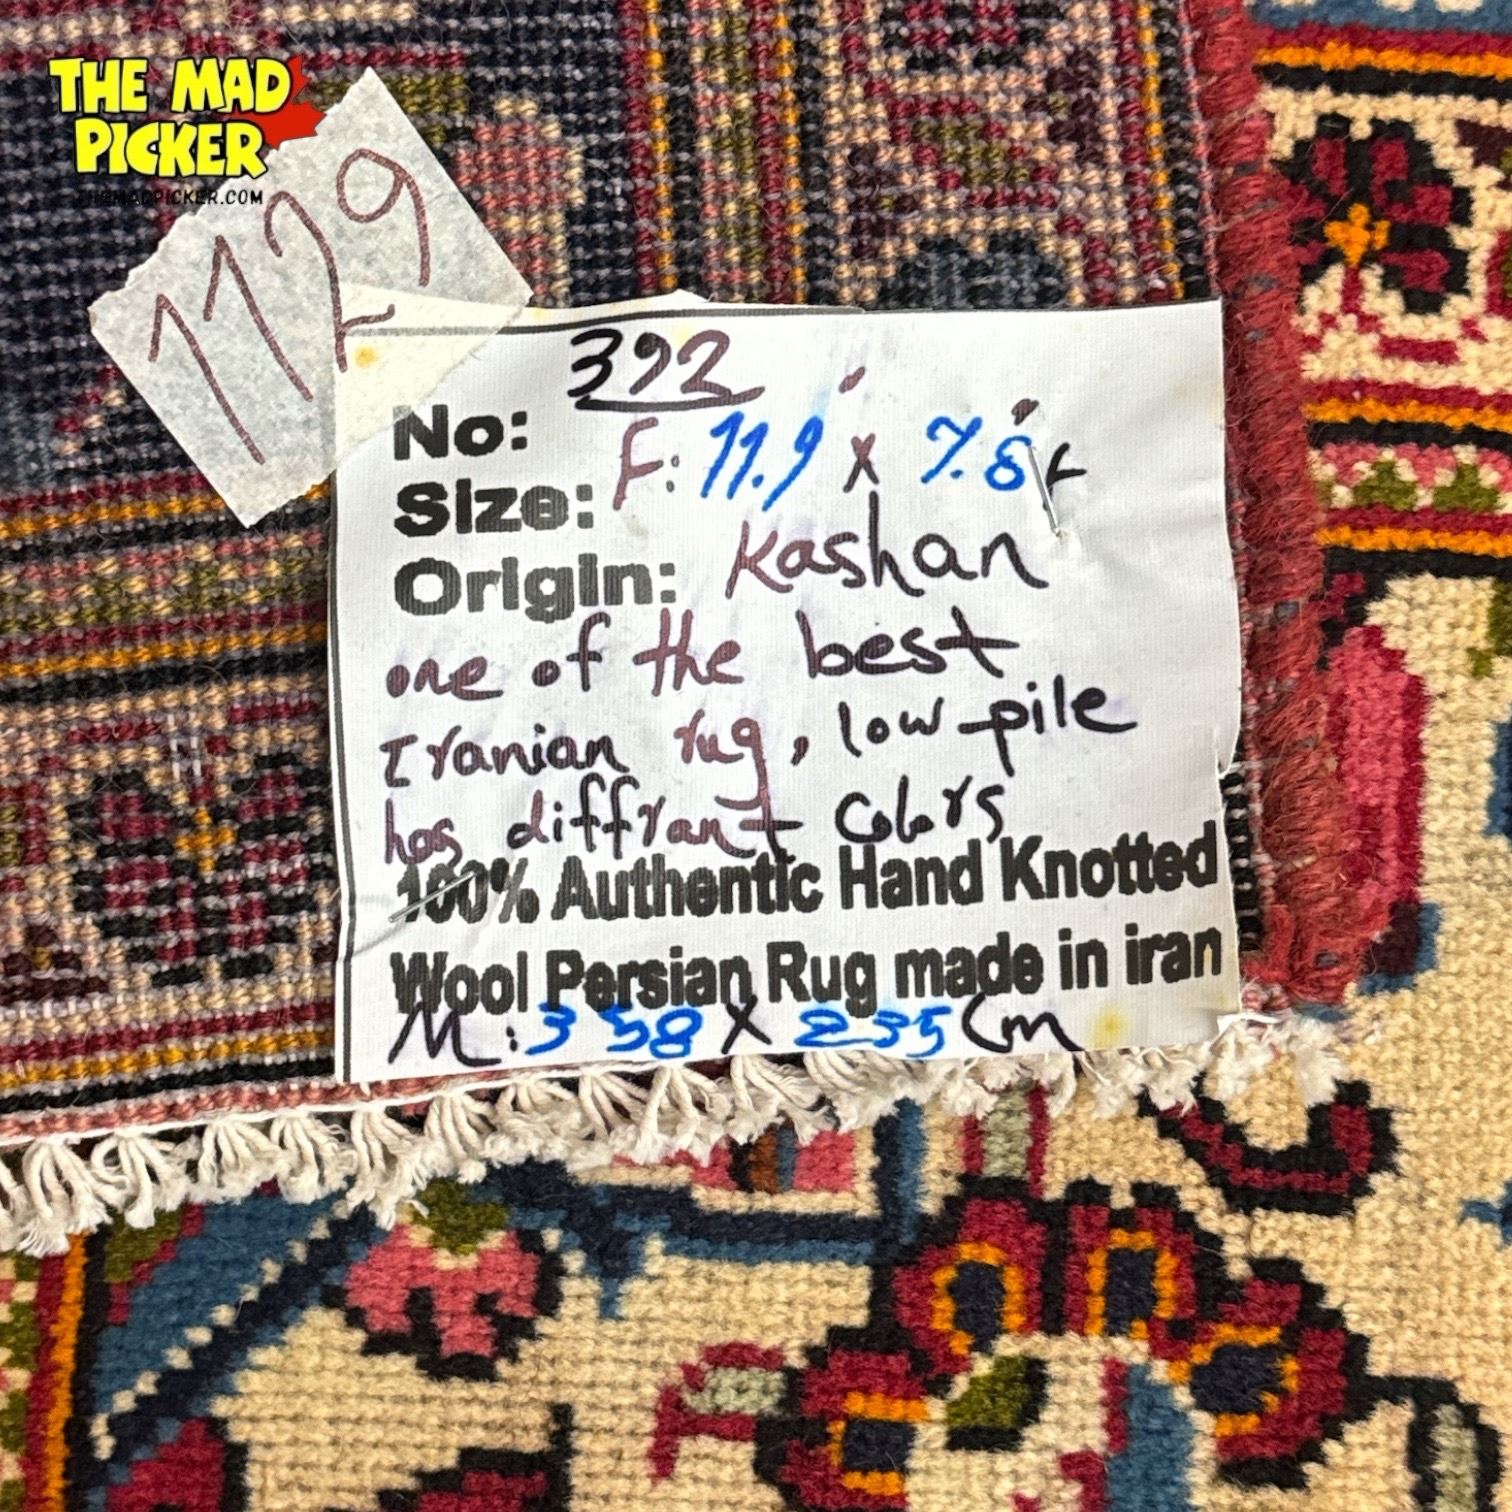 THE MAD
PICKER
THEMADPICKER.COM
1129
No: 392
Size: F: 11.9' x 7.8' F
Origin: Kashan
one of the best
Iranian rug, low pile
has diffrant colors
100% Authentic Hand Knotted
Wool Persian Rug made in iran
M: 358 X 235 Cm